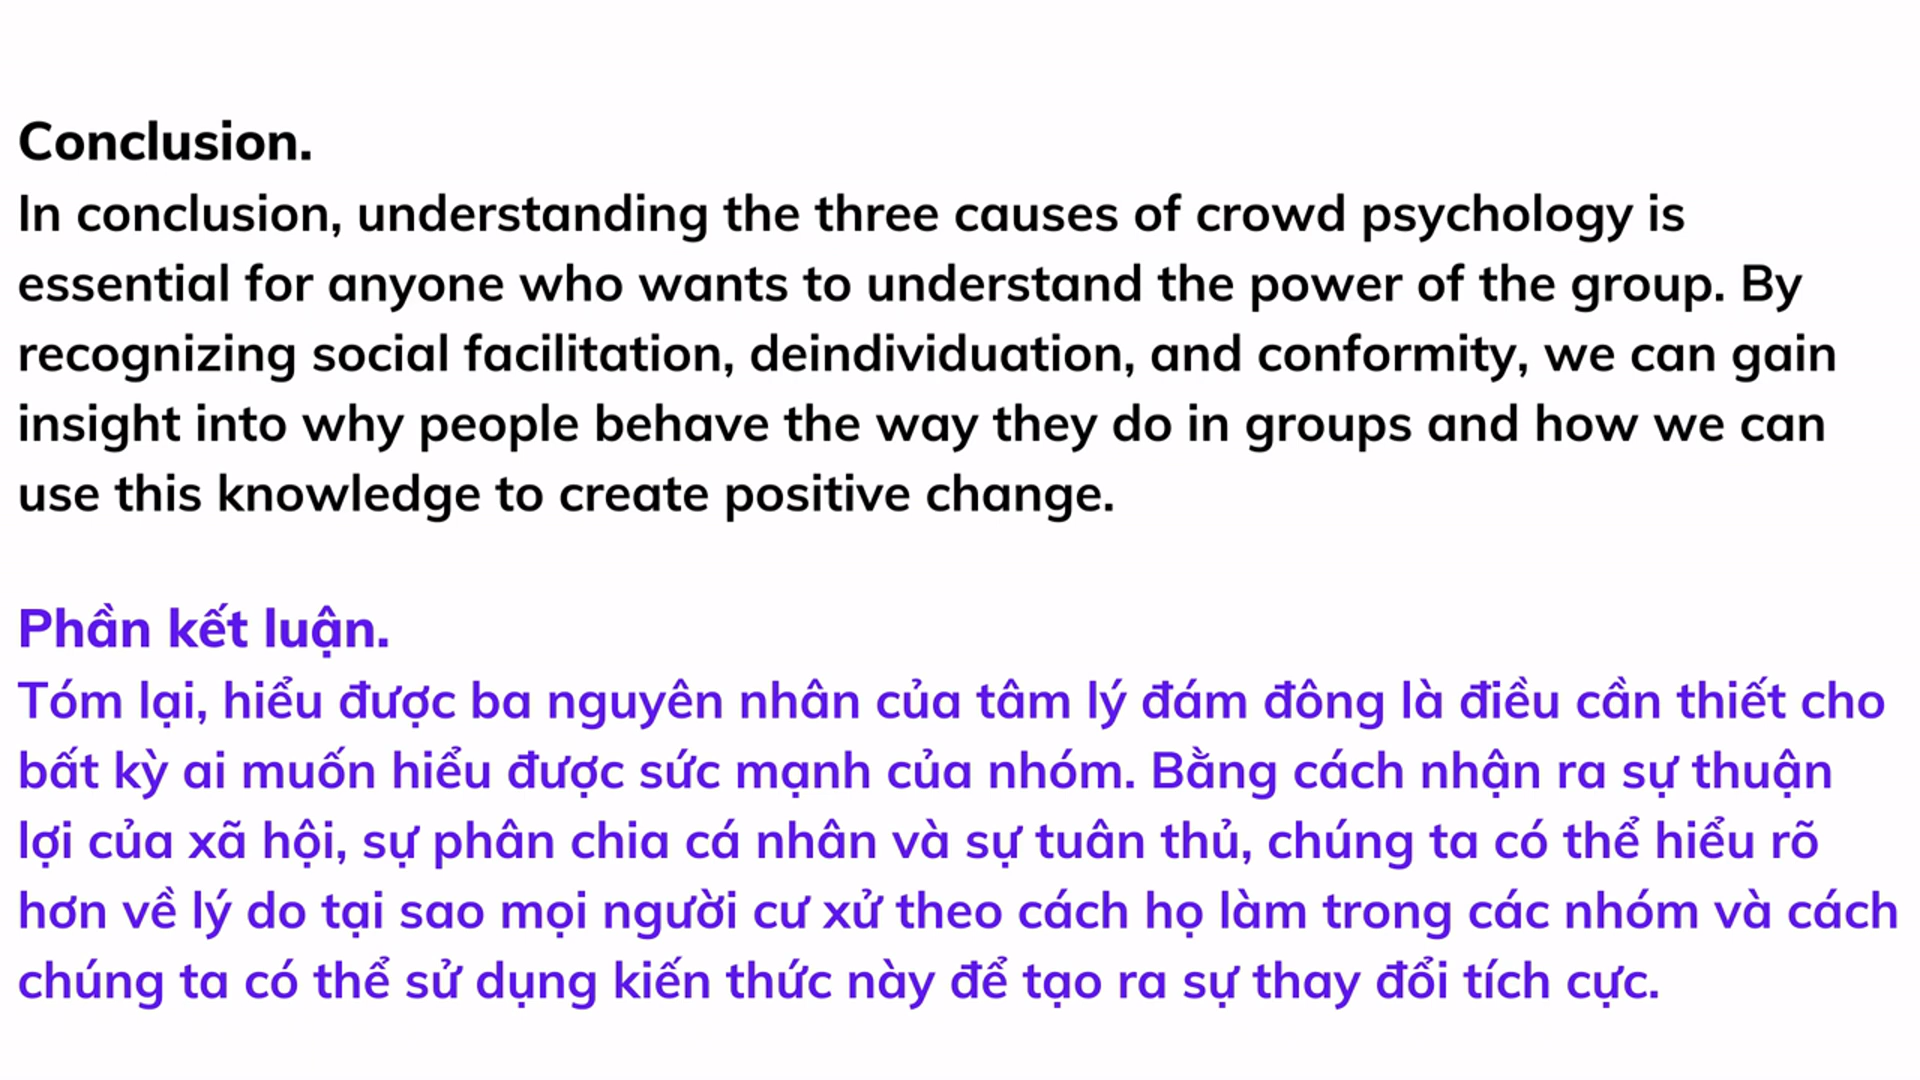 Conclusion.
In conclusion, understanding the three causes of crowd psychology is
essential for anyone who wants to understand the power of the group. By
recognizing social facilitation, deindividuation, and conformity, we can gain
insight into why people behave the way they do in groups and how we can
use this knowledge to create positive change.
Phần kết luận.
Tóm lại, hiểu được ba nguyên nhân của tâm lý đám đông là điều cần thiết cho
bất kỳ ai muốn hiểu được sức mạnh của nhóm. Bằng cách nhận ra sự thuận
lợi của xã hội, sự phân chia cá nhân và sự tuân thủ, chúng ta có thể hiểu rõ
hơn về lý do tại sao mọi người cư xử theo cách họ làm trong các nhóm và cách
chúng ta có thể sử dụng kiến thức này để tạo ra sự thay đổi tích cực.